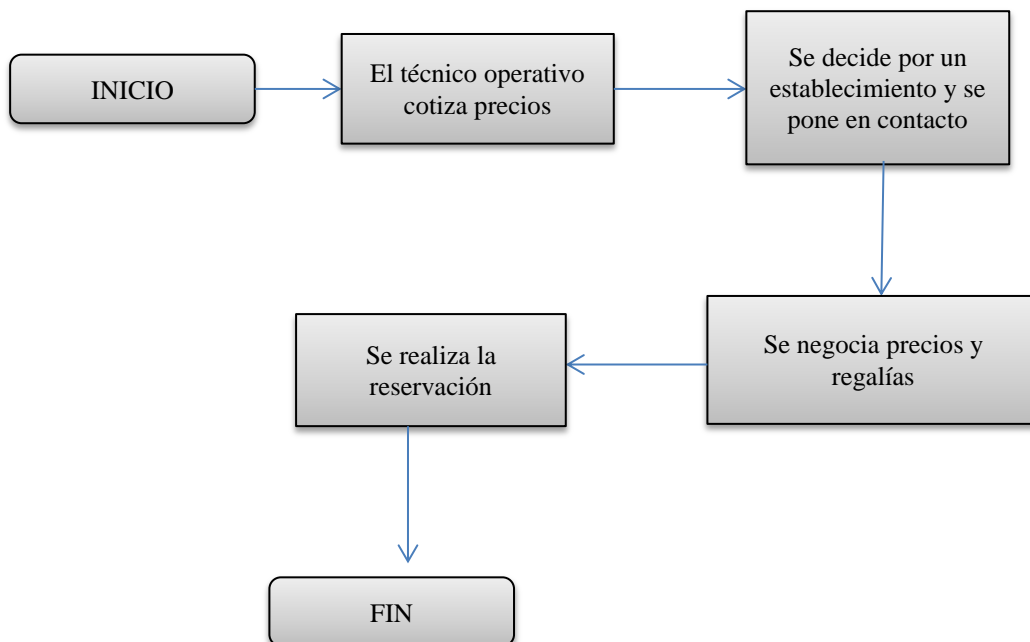 INICIO
El técnico operativo
cotiza precios
Se decide por un
establecimiento y se
pone en contacto
Se negocia precios y
regalías
Se realiza la
reservación
FIN